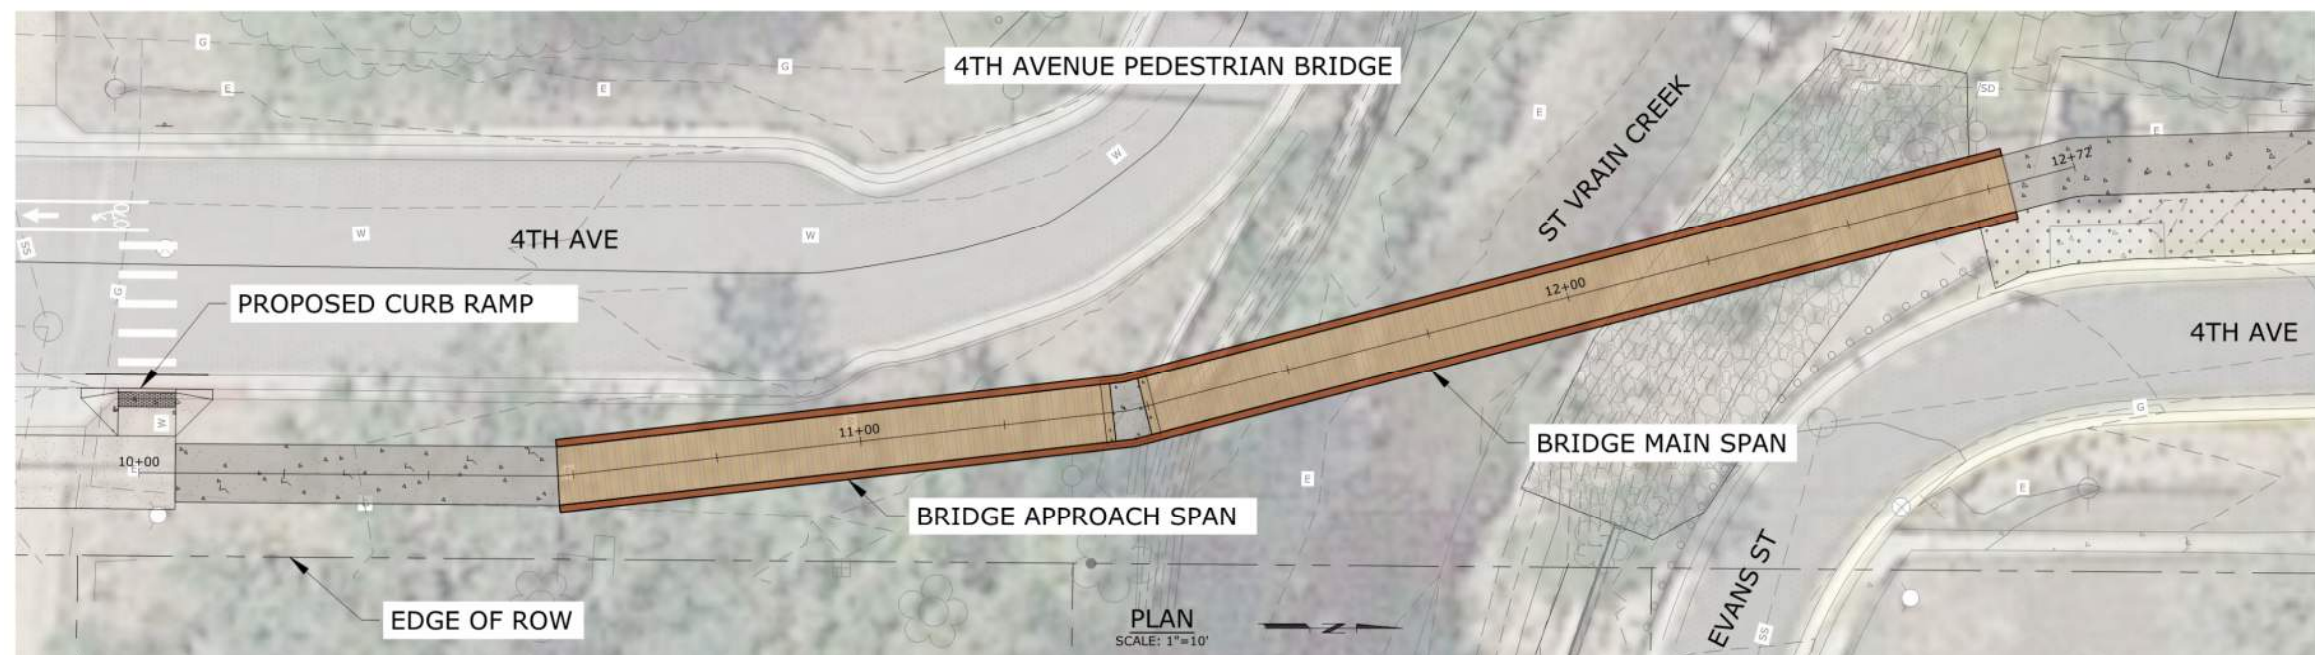 G
G
4TH AVENUE PEDESTRIAN BRIDGE
E
E
E
SD
E
W
ST VRAIN CREEK
12+72
SS
W
4TH AVE
W
G
PROPOSED CURB RAMP
12+00
4TH AVE
W
10+00
E
11+00
BRIDGE MAIN SPAN
G
BRIDGE APPROACH SPAN
E
E
EDGE OF ROW
PLAN
SCALE: 1"=10'
N
EVANS ST
SS